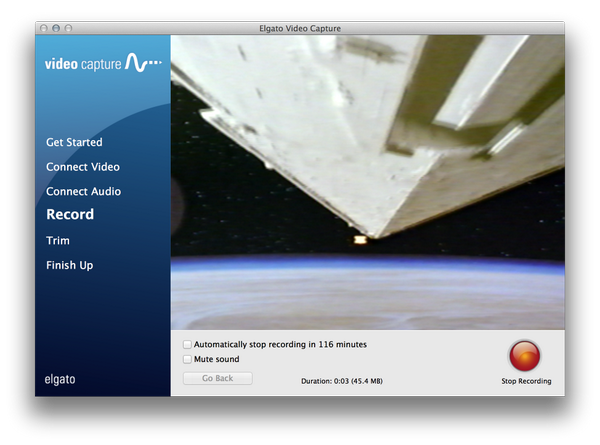 Elgato Video Capture
video capture
Get Started
Connect Video
Connect Audio
Record
Trim
Finish Up
elgato
Automatically stop recording in 116 minutes
Mute sound
Go Back
Duration: 0:03 (45.4 MB)
Stop Recording